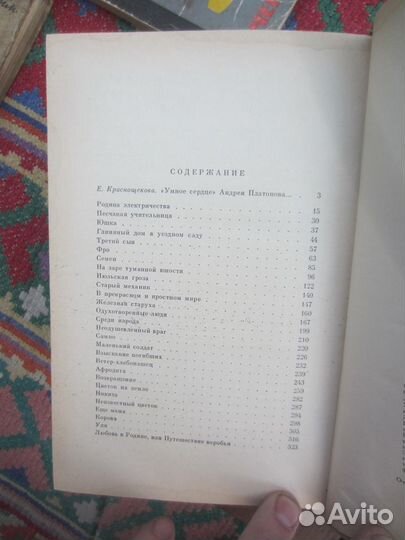 СОДЕРЖАНИЕ
Е. Краснощекова. «Умное сердце» Андрея Платонова... . 3
Родина электричества 15
Песчаная учительница 30
Юшка 37
Глиняный дом в уездном саду 44
Третий сын 57
Фро 63
Семен 85
На заре туманной юности 96
Июльская гроза 122
Старый механик 140
В прекрасном и яростном мире 147
Железная старуха 160
Одухотворенные люди 167
Среди народа 199
Неодушевленный враг 210
Сампо 220
Маленький солдат 226
Взыскание погибших 232
Ветер-хлебопашец 239
Афродита 243
Возвращение 259
Цветок на земле 282
Никита 287
Неизвестный цветок 294
Еще мама 298
Корова 305
Уля 316
Любовь к Родине, или Путешествие воробья 323
Avito